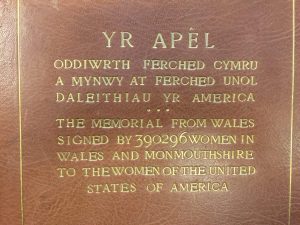 YR APÊL
ODDIWRTH FERCHED CYMRU
A MYNWY AT FERCHED UNOL
DALEITHIAU YR AMERICA
• • •
THE MEMORIAL FROM WALES
SIGNED BY 390296 WOMEN IN
WALES AND MONMOUTHSHIRE
TO THE WOMEN OF THE UNITED
STATES OF AMERICA